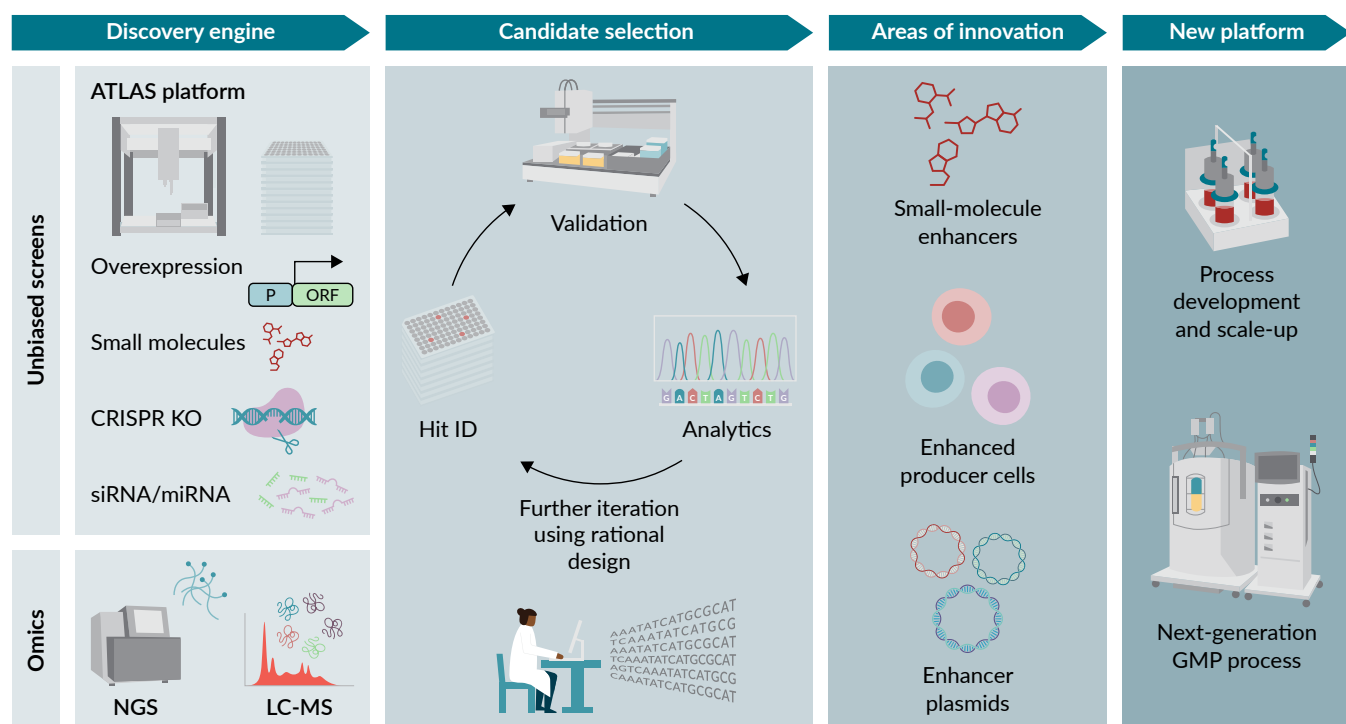 Discovery engine
Candidate selection
Areas of innovation
New platform
Unbiased screens
ATLAS platform
Overexpression
P
ORF
Small molecules
CRISPR KO
siRNA/miRNA
Omics
NGS
LC-MS
Validation
Hit ID
G A C T A G T C T G
Analytics
Further iteration
using rational
design
AAATATCATGCGCAT
TCAAATATCATGCG
AAATATCATGCGCAT
TCAAATATCATGCGCAT
AGTCAAATATCATGCG
CAAATATCATGCGCAT
Small-molecule
enhancers
Enhanced
producer cells
Enhancer
plasmids
Process
development
and scale-up
Next-generation
GMP process